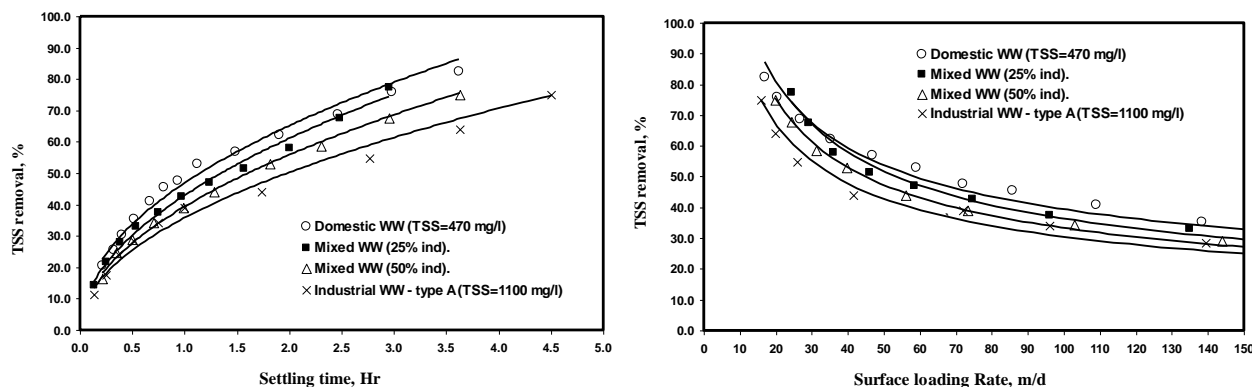 100.0
90.0
80.0
70.0
60.0
50.0
40.0
30.0
20.0
10.0
0.0
TSS removal, %
Domestic WW (TSS=470 mg/l)
Mixed WW (25% ind).
Mixed WW (50% ind).
Industrial WW - type A(TSS=1100 mg/l)
0.0 0.5 1.0 1.5 2.0 2.5 3.0 3.5 4.0 4.5 5.0
Settling time, Hr
100.0
90.0
80.0
70.0
60.0
50.0
40.0
30.0
20.0
10.0
0.0
TSS removal, %
Domestic WW (TSS=470 mg/l)
Mixed WW (25% ind).
Mixed WW (50% ind).
Industrial WW - type A(TSS=1100 mg/l)
0 10 20 30 40 50 60 70 80 90 100 110 120 130 140 150
Surface loading Rate, m/d